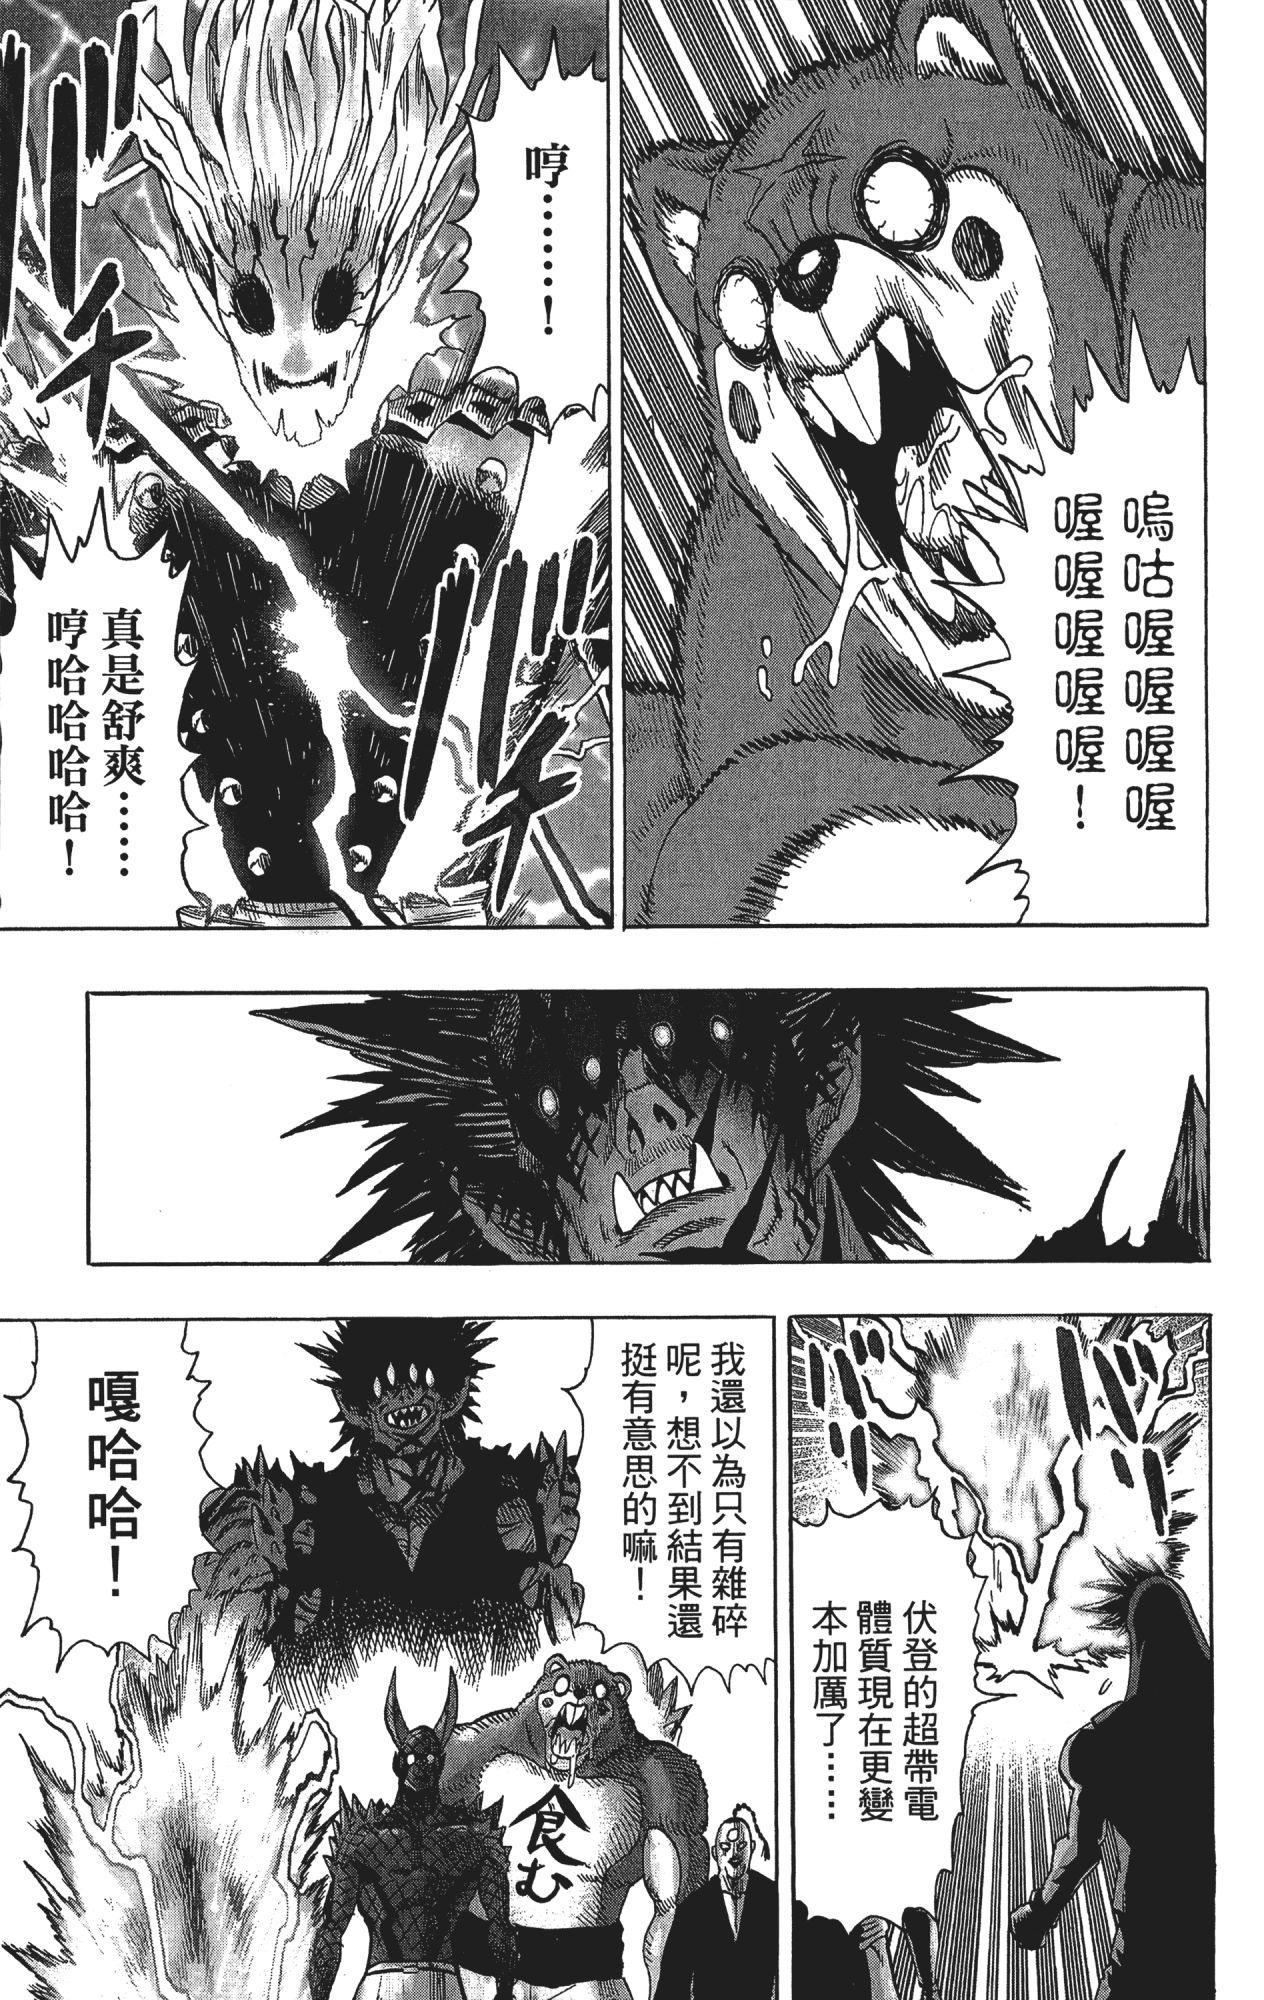 嗚咕喔喔喔喔
喔喔喔喔喔！
哼……！
真是舒爽……
哼哈哈哈哈！
伏登的超帶電
體質現在更變
本加厲了……
我還以為只有雜碎
呢，想不到結果還
挺有意思的嘛！
嘎哈哈！
食む